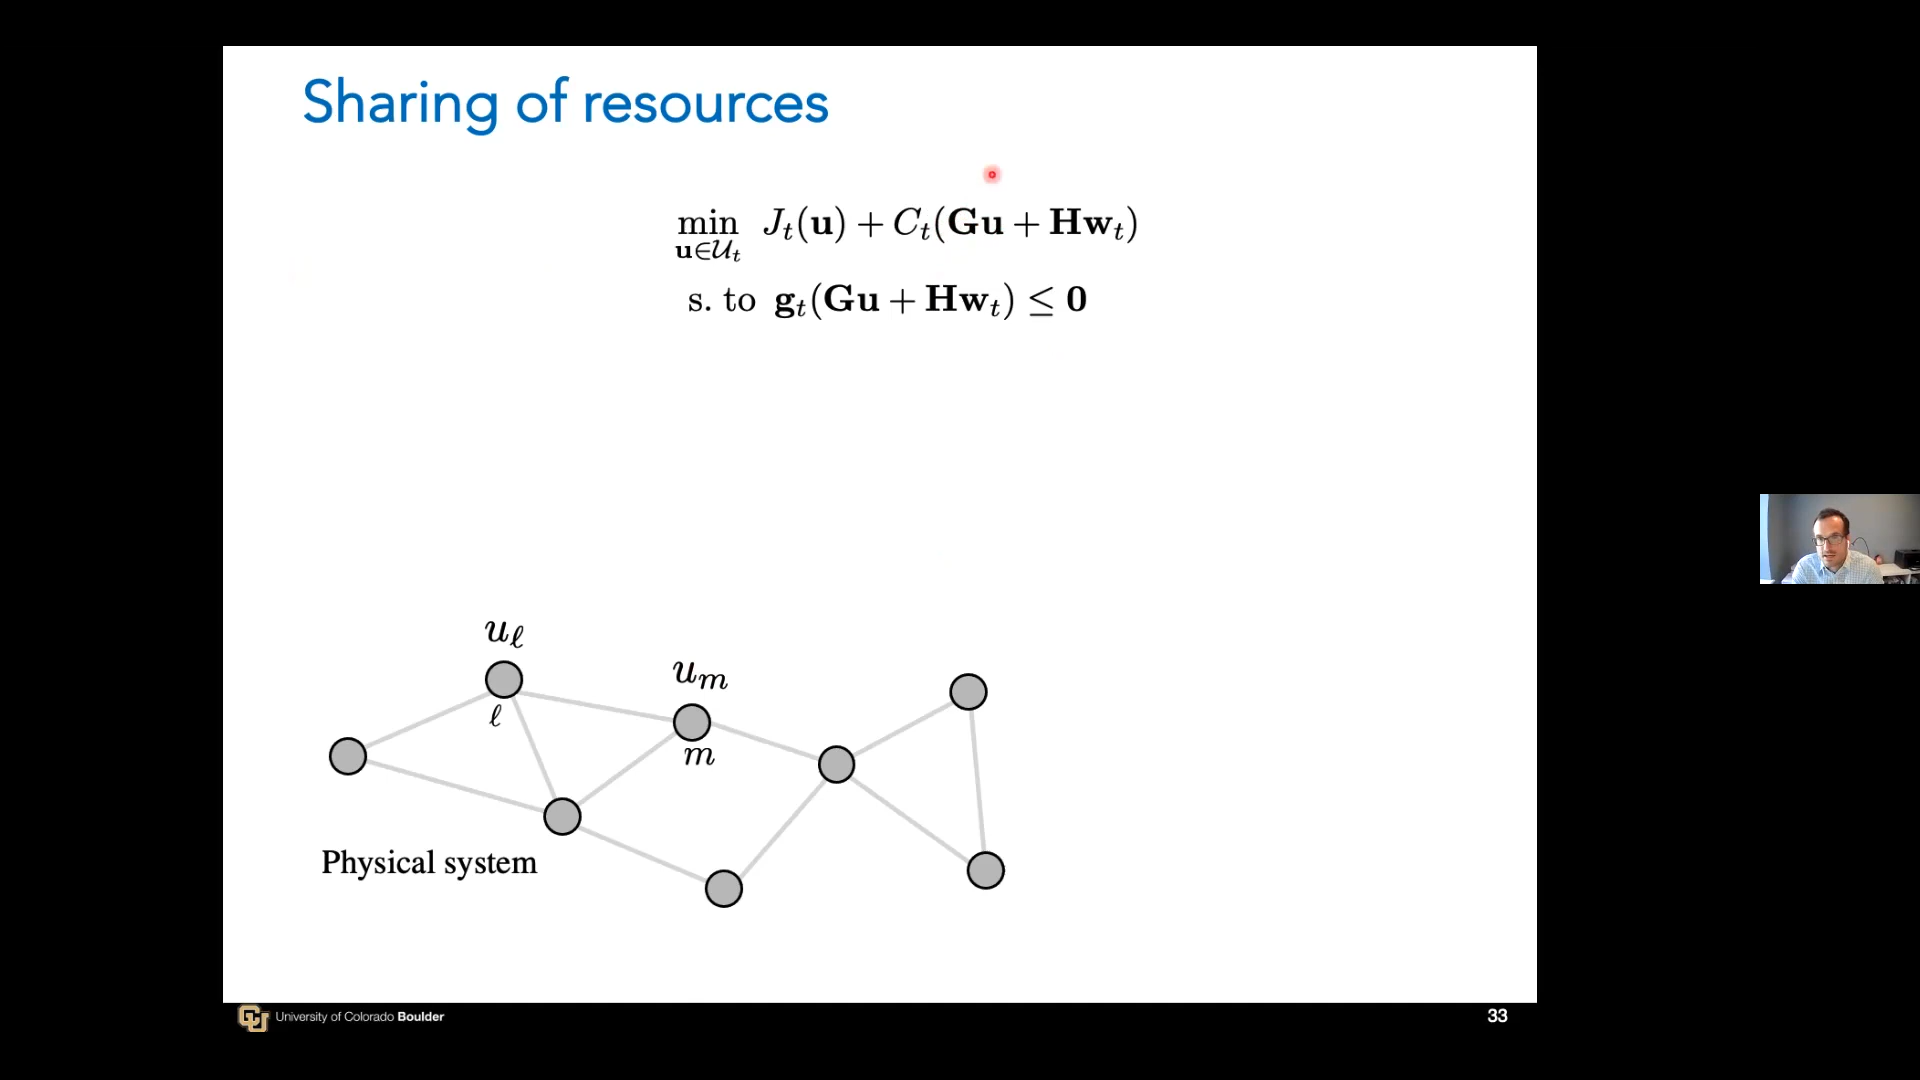 Sharing of resources
min J_t(𝐮) + C_t(𝐆𝐮 + 𝐇𝐰_t)
𝐮∈𝒰_t
s. to 𝐠_t(𝐆𝐮 + 𝐇𝐰_t) ≤ 𝟎
u_ℓ
u_m
ℓ
m
Physical system
CU University of Colorado Boulder
33